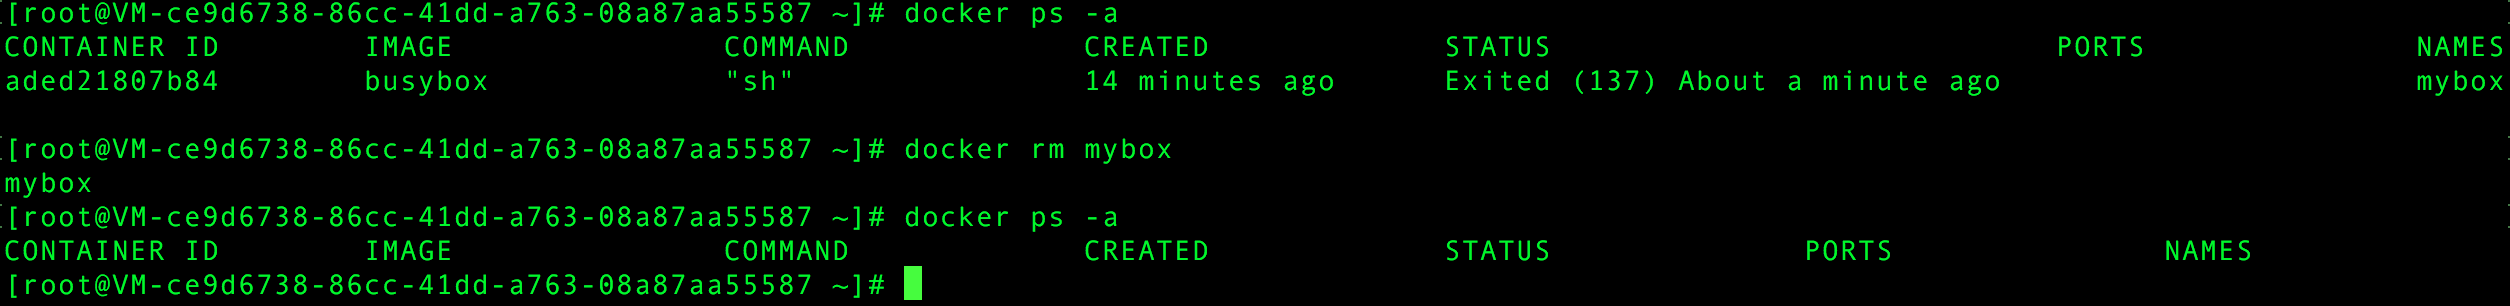 [root@VM-ce9d6738-86cc-41dd-a763-08a87aa55587 ~]# docker ps -a
CONTAINER ID        IMAGE               COMMAND             CREATED             STATUS                            PORTS               NAMES
aded21807b84        busybox             "sh"                14 minutes ago      Exited (137) About a minute ago                       mybox
[root@VM-ce9d6738-86cc-41dd-a763-08a87aa55587 ~]# docker rm mybox
mybox
[root@VM-ce9d6738-86cc-41dd-a763-08a87aa55587 ~]# docker ps -a
CONTAINER ID        IMAGE               COMMAND             CREATED             STATUS              PORTS               NAMES
[root@VM-ce9d6738-86cc-41dd-a763-08a87aa55587 ~]#